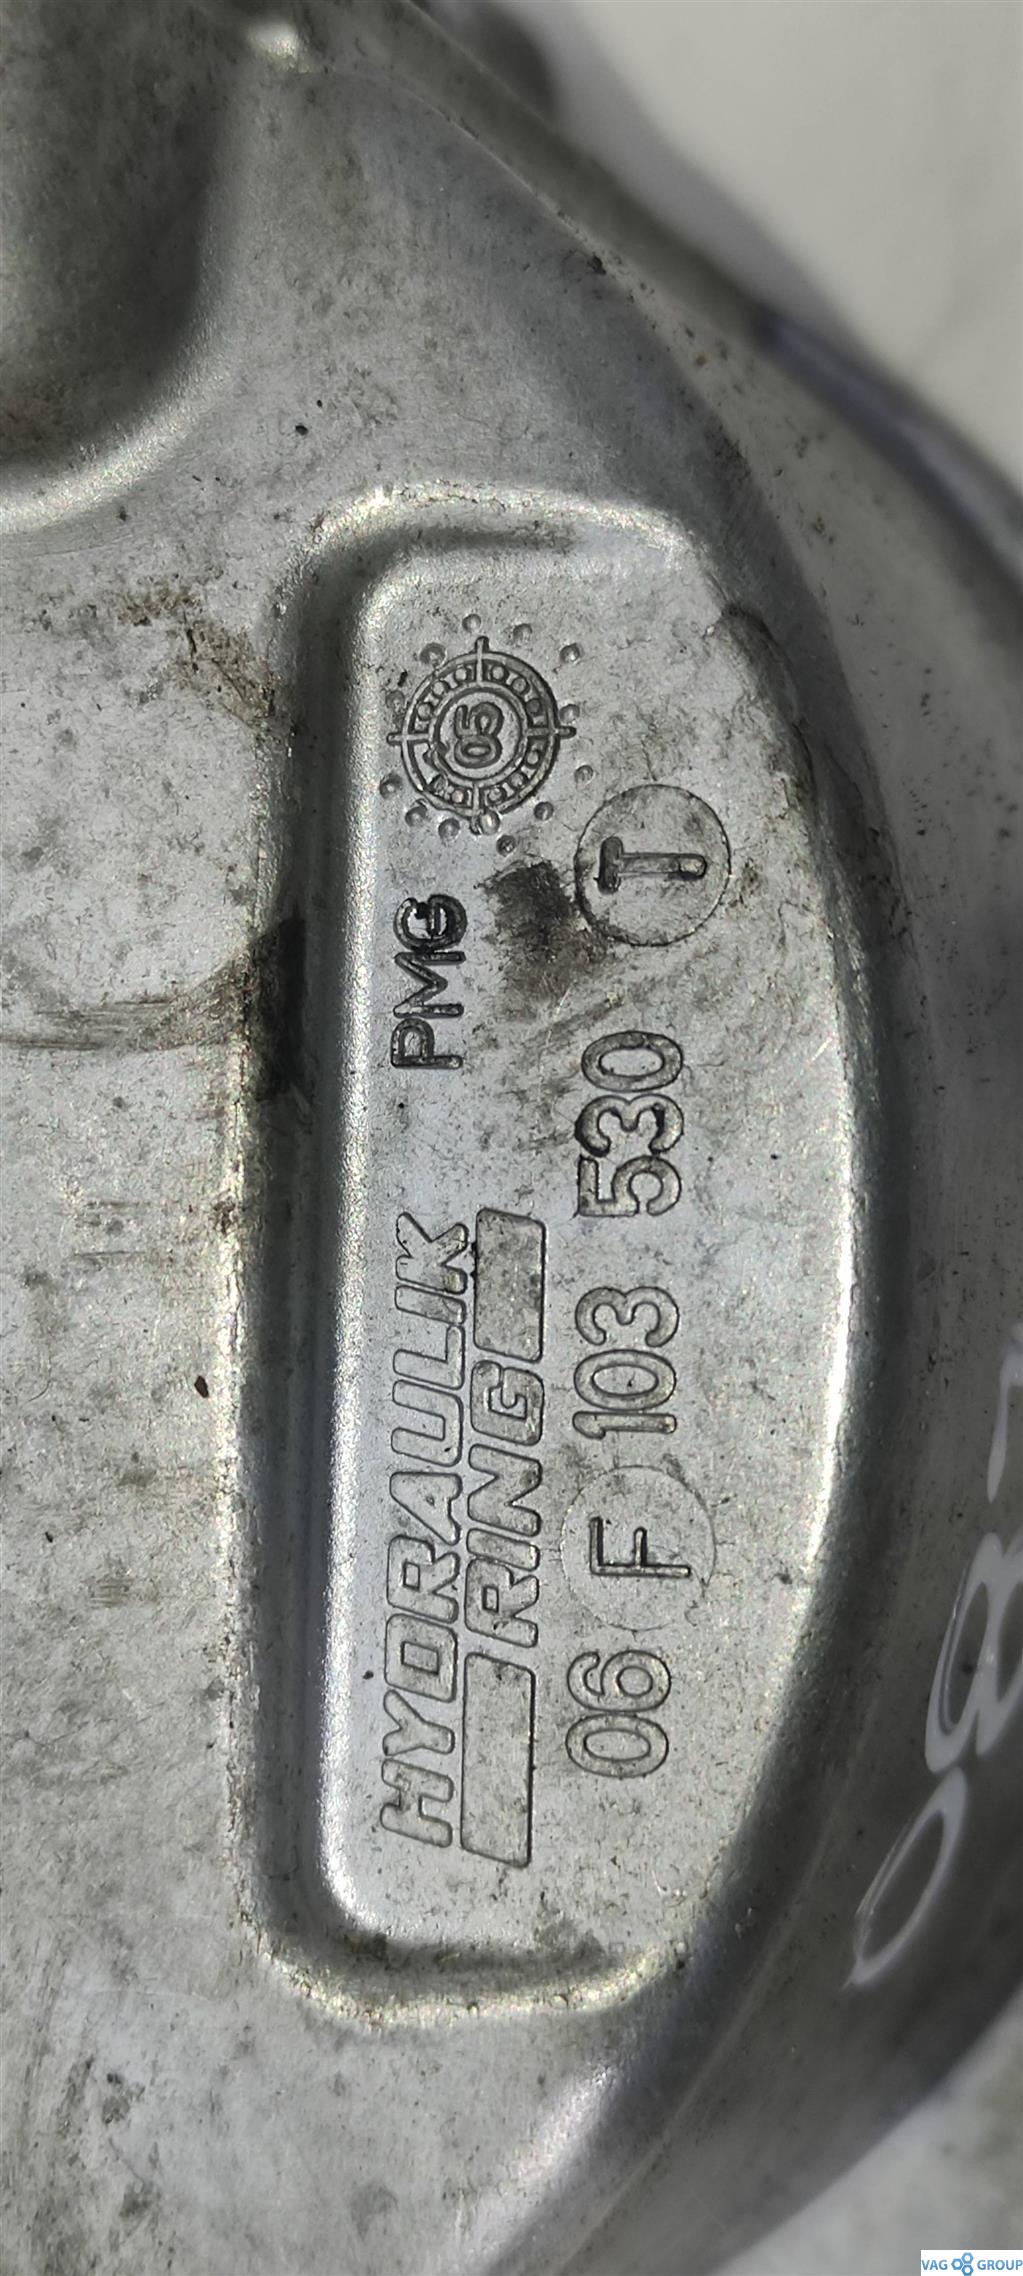 HYDRAULIK PMG 05
RING
06 F 103 530 T
VAG GROUP